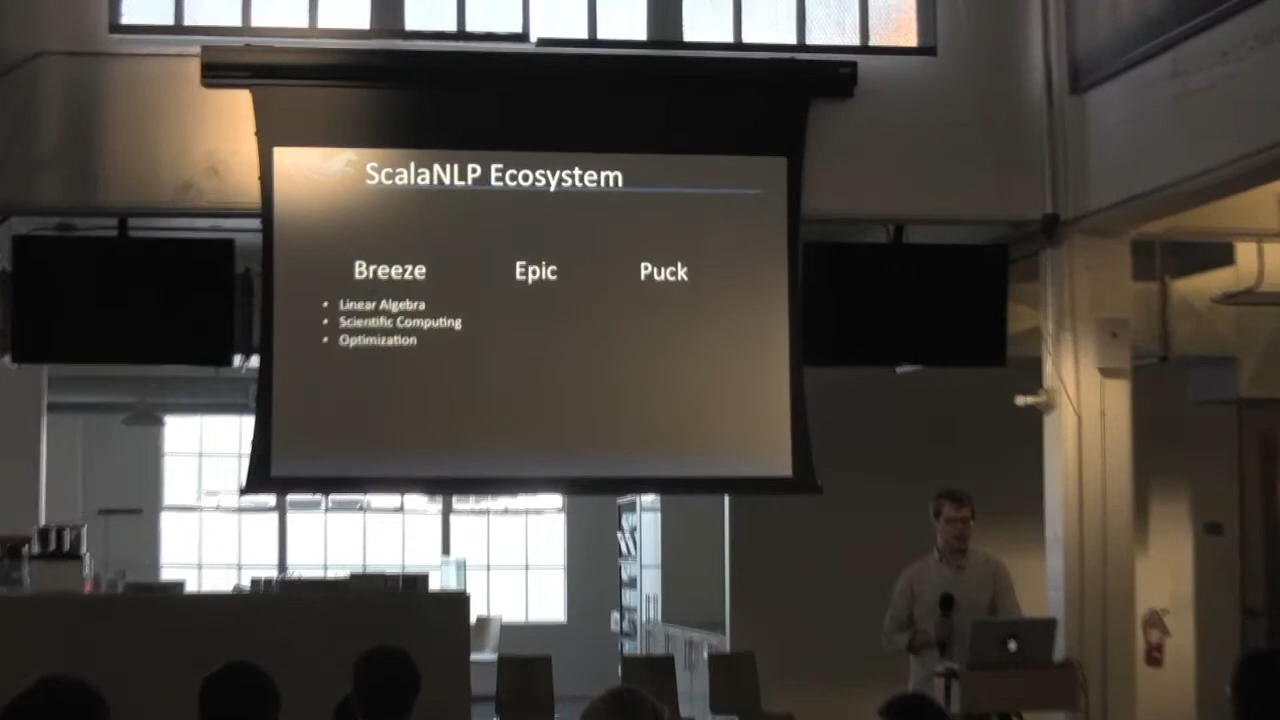 ScalaNLP Ecosystem
Breeze Epic Puck
• Linear Algebra
• Scientific Computing
• Optimization